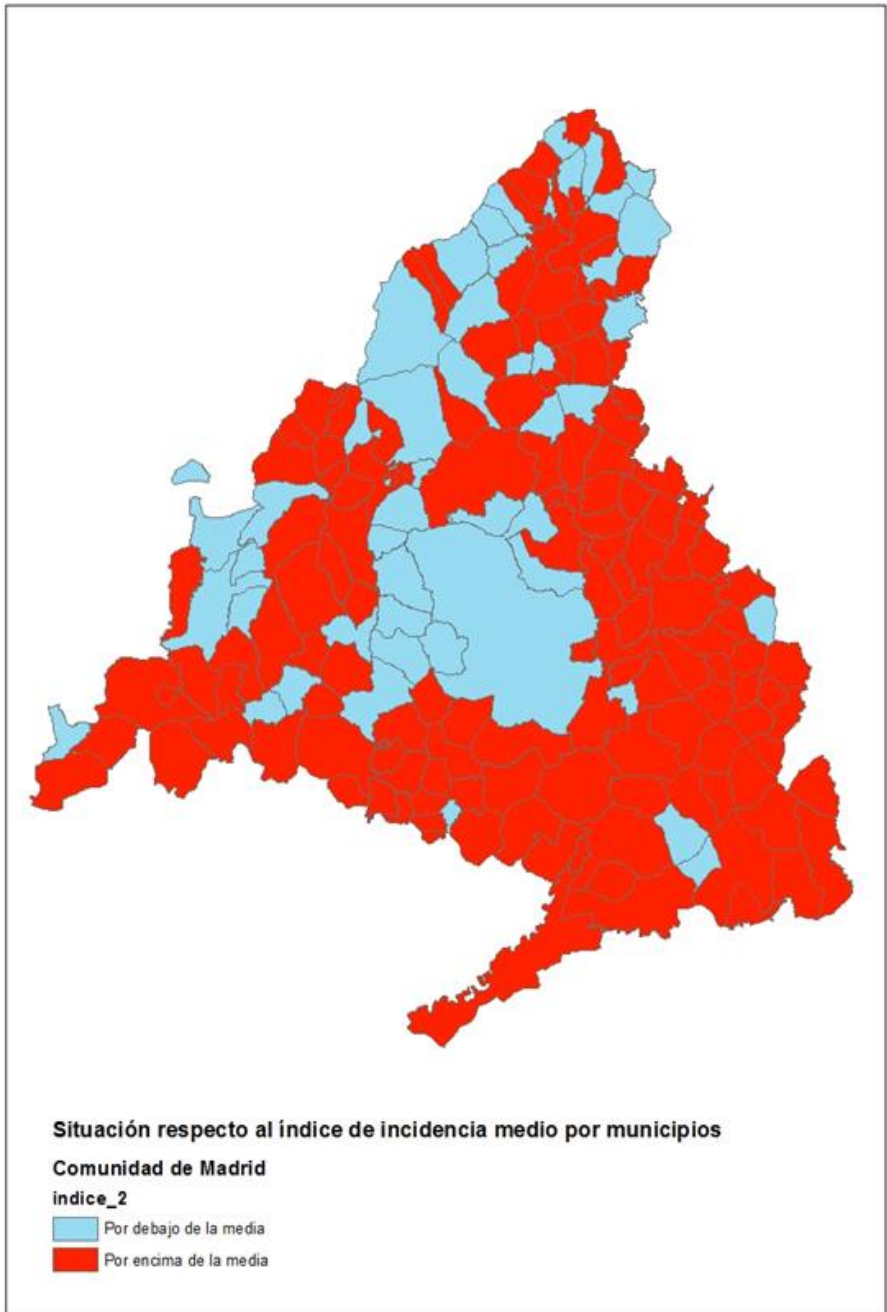 Situación respecto al índice de incidencia medio por municipios
Comunidad de Madrid
indice_2
Por debajo de la media
Por encima de la media